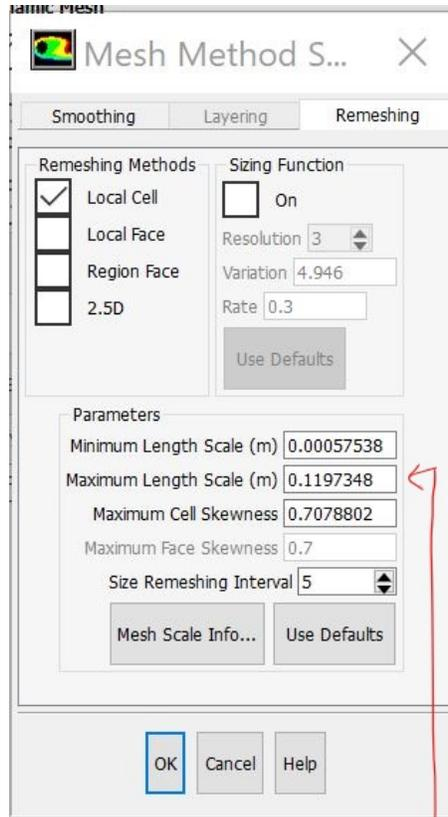 Dynamic Mesh
Mesh Method S...
Smoothing Layering Remeshing
Remeshing Methods
Local Cell
Local Face
Region Face
2.5D
Sizing Function
On
Resolution 3
Variation 4.946
Rate 0.3
Use Defaults
Parameters
Minimum Length Scale (m) 0.00057538
Maximum Length Scale (m) 0.1197348
Maximum Cell Skewness 0.7078802
Maximum Face Skewness 0.7
Size Remeshing Interval 5
Mesh Scale Info... Use Defaults
OK Cancel Help